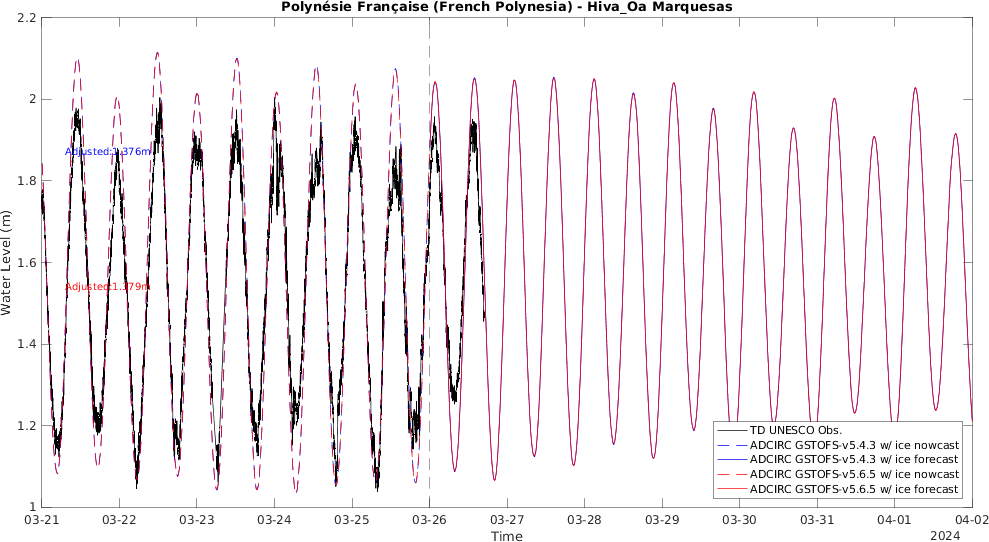 Polynésie Française (French Polynesia) - Hiva_Oa Marquesas
2.2
2
1.8
1.6
1.4
1.2
1
Water Level (m)
Adjusted:1.376m
Adjusted:1.379m
TD UNESCO Obs.
ADCIRC GSTOFS-v5.4.3 w/ ice nowcast
ADCIRC GSTOFS-v5.4.3 w/ ice forecast
ADCIRC GSTOFS-v5.6.5 w/ ice nowcast
ADCIRC GSTOFS-v5.6.5 w/ ice forecast
03-21 03-22 03-23 03-24 03-25 03-26 03-27 03-28 03-29 03-30 03-31 04-01 04-02
Time
2024